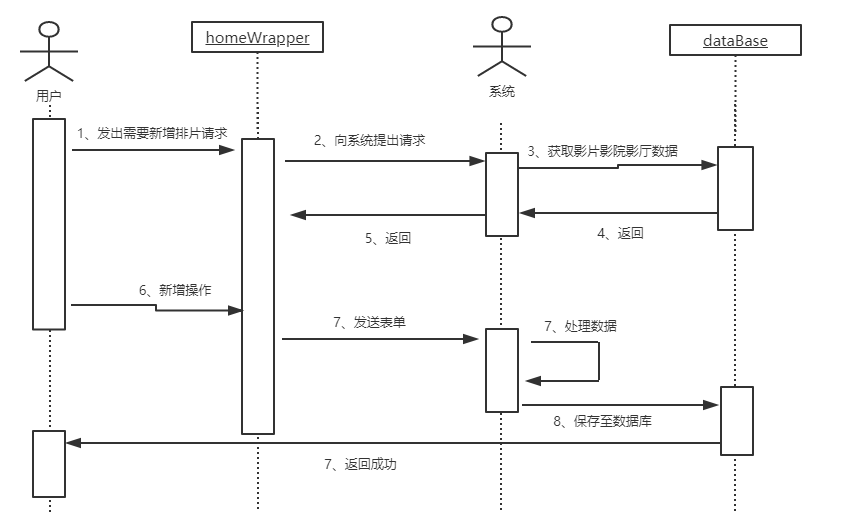 homeWrapper
dataBase
用户
系统
1、发出需要新增排片请求
2、向系统提出请求
3、获取影片影院影厅数据
4、返回
5、返回
6、新增操作
7、发送表单
7、处理数据
8、保存至数据库
7、返回成功